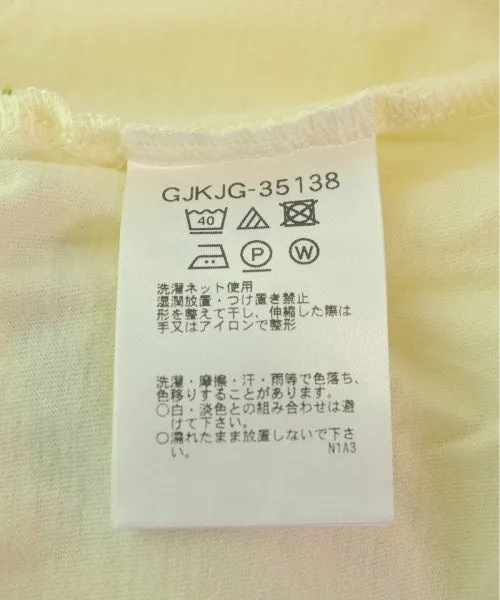 GJKJG-35138
40
P W
洗濯ネット使用
湿潤放置・つけ置き禁止
形を整えて干し、伸縮した際は
手又はアイロンで整形
洗濯・摩擦・汗・雨等で色落ち、
色移りすることがあります。
○白・淡色との組み合わせは避
けて下さい。
○濡れたまま放置しないで下さ
い。 N1A3